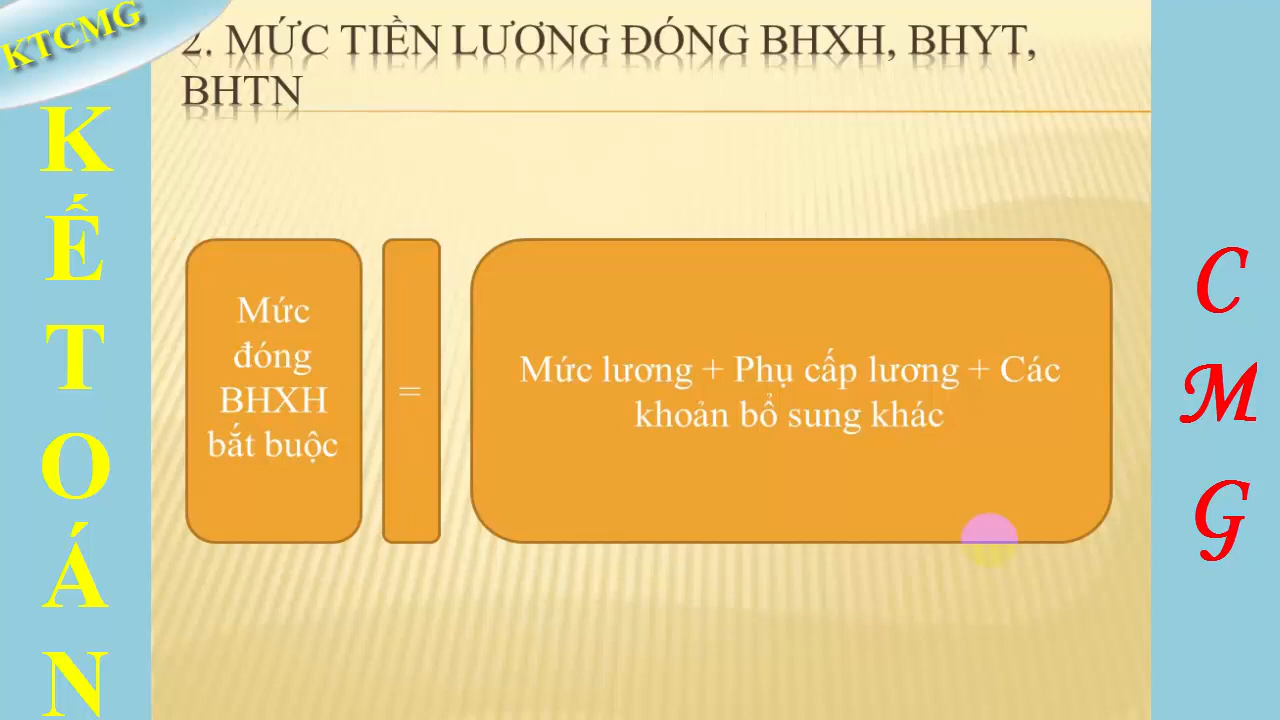 KTCMG
KẾ TOÁN
2. MỨC TIỀN LƯƠNG ĐÓNG BHXH, BHYT,
BHTN
Mức
đóng
BHXH
bắt buộc
=
Mức lương + Phụ cấp lương + Các
khoản bổ sung khác
CMG